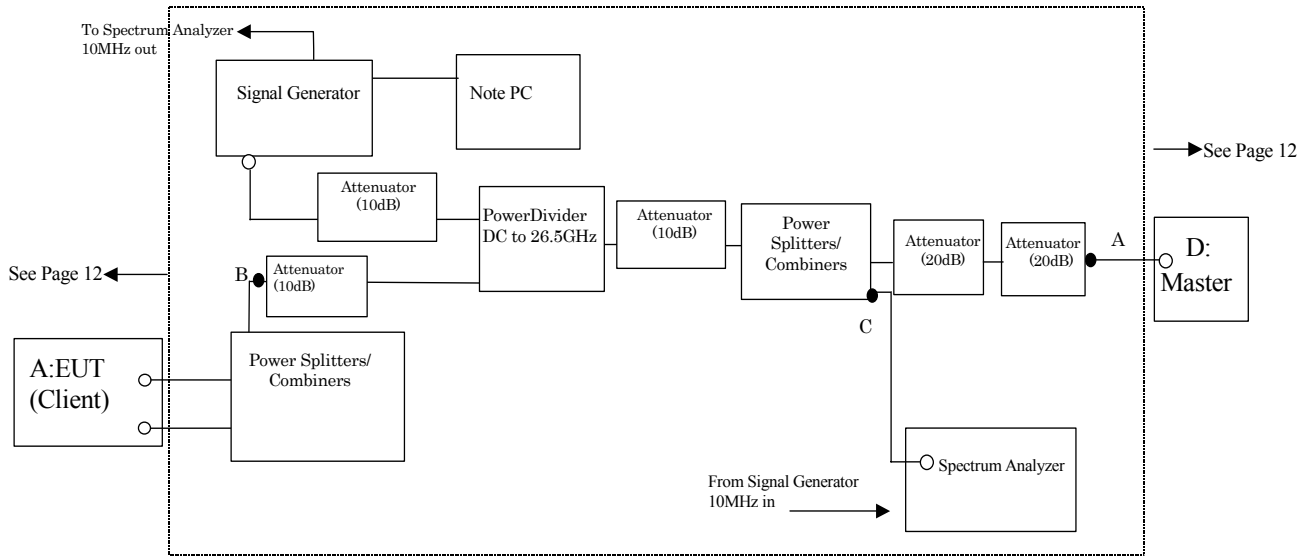 To Spectrum Analyzer
10MHz out
Signal Generator
Note PC
See Page 12
Attenuator
(10dB)
PowerDivider
DC to 26.5GHz
Attenuator
(10dB)
Power
Splitters/
Combiners
Attenuator
(20dB)
Attenuator
(20dB)
A
D:
Master
See Page 12
B
Attenuator
(10dB)
C
A:EUT
(Client)
Power Splitters/
Combiners
Spectrum Analyzer
From Signal Generator
10MHz in